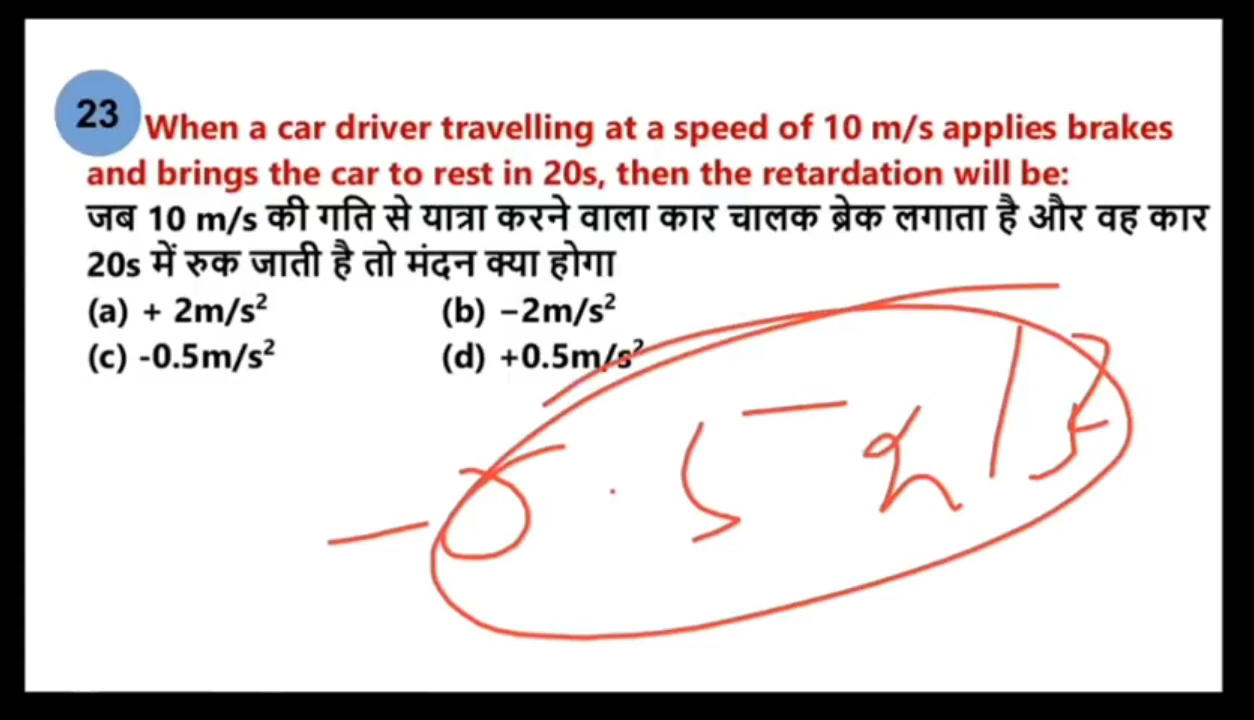 23 When a car driver travelling at a speed of 10 m/s applies brakes
and brings the car to rest in 20s, then the retardation will be:
जब 10 m/s की गति से यात्रा करने वाला कार चालक ब्रेक लगाता है और वह कार
20s में रुक जाती है तो मंदन क्या होगा
(a) + 2m/s² (b) −2m/s²
(c) -0.5m/s² (d) +0.5m/s²
-0.5 m/s²